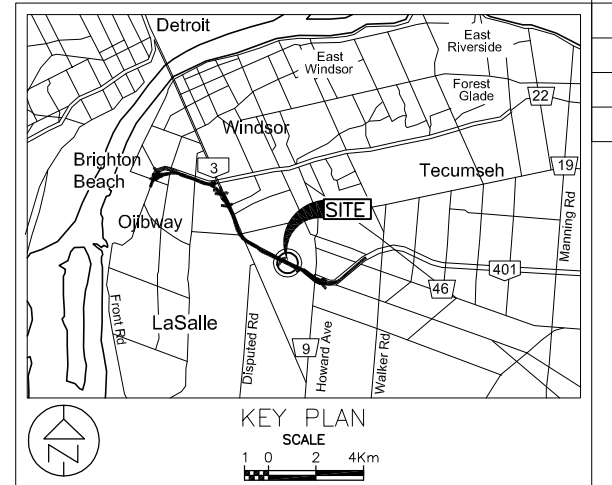 Detroit
East
Riverside
East
Windsor
Forest
Glade
22
Windsor
Brighton
Beach
3
Tecumseh
19
SITE
Ojibway
Manning Rd
401
46
Front Rd
LaSalle
Disputed Rd
9
Howard Ave
Walker Rd
N
KEY PLAN
SCALE
1 0 2 4Km